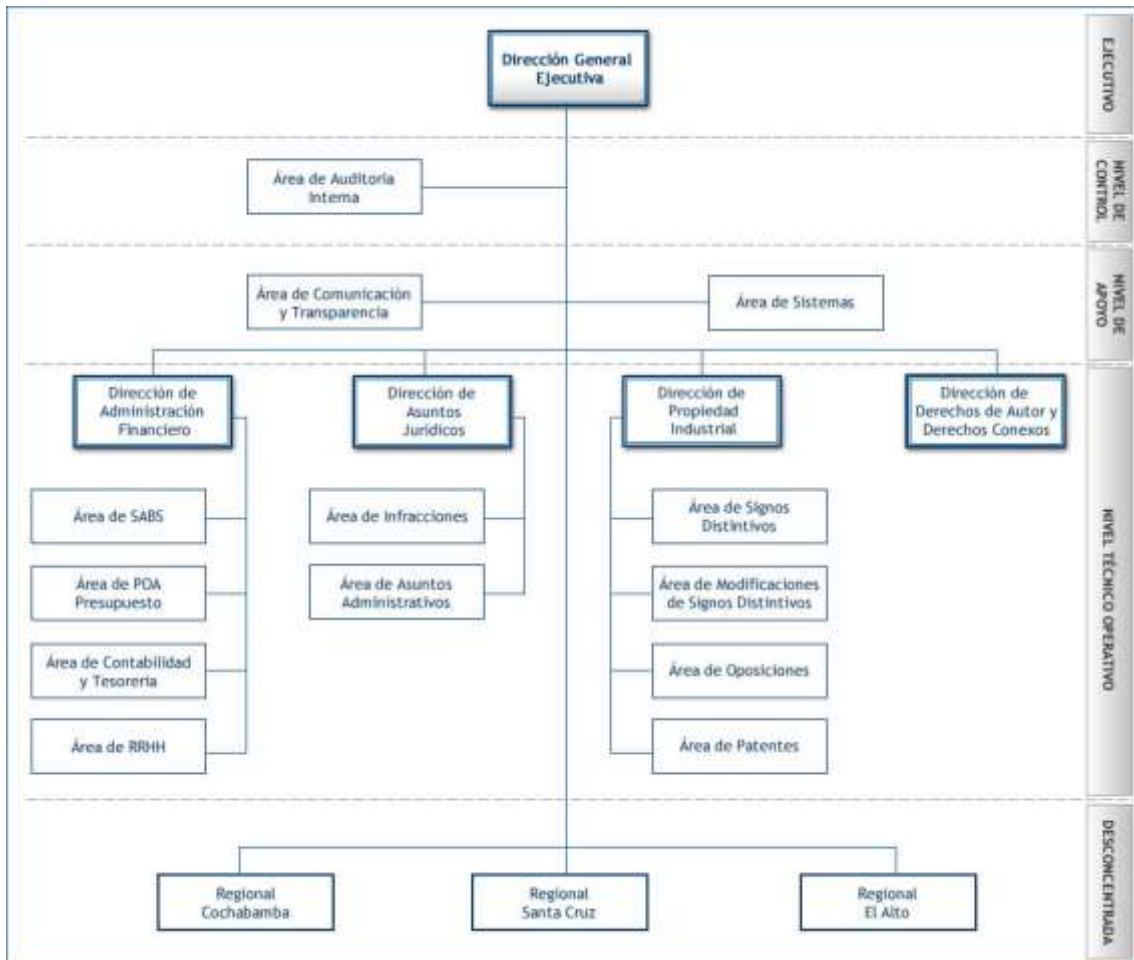 Dirección General
Ejecutiva
EJECUTIVO
Área de Auditoria
Interna
NIVEL DE
CONTROL
Área de Comunicación
y Transparencia
Área de Sistemas
NIVEL DE
APOYO
Dirección de
Administración
Financiero
Dirección de
Asuntos
Jurídicos
Dirección de
Propiedad
Industrial
Dirección de
Derechos de Autor y
Derechos Conexos
Área de SABS
Área de POA
Presupuesto
Área de Contabilidad
y Tesorería
Área de RRHH
Área de Infracciones
Área de Asuntos
Administrativos
Área de Signos
Distintivos
Área de Modificaciones
de Signos Distintivos
Área de Oposiciones
Área de Patentes
NIVEL TÉCNICO OPERATIVO
Regional
Cochabamba
Regional
Santa Cruz
Regional
El Alto
DESCONCENTRADA